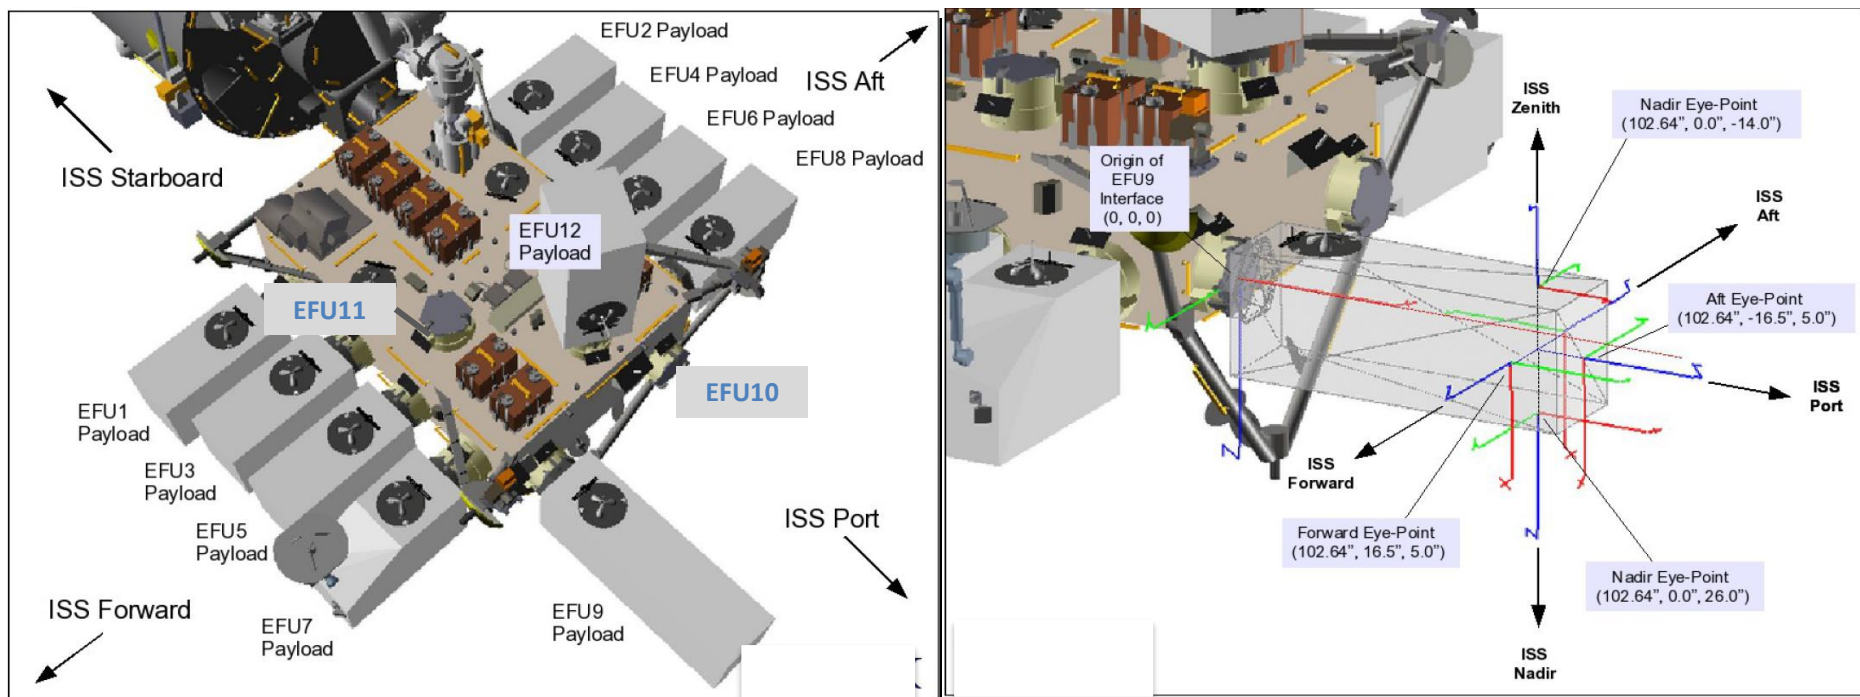 EFU2 Payload
EFU4 Payload
ISS Aft
EFU6 Payload
EFU8 Payload
ISS Starboard
EFU12
Payload
EFU11
EFU10
EFU1
Payload
EFU3
Payload
EFU5
Payload
ISS Port
ISS Forward
EFU7
Payload
EFU9
Payload
ISS
Zenith
Nadir Eye-Point
(102.64”, 0.0”, -14.0”)
Origin of
EFU9
Interface
(0, 0, 0)
ISS
Aft
Aft Eye-Point
(102.64”, -16.5”, 5.0”)
ISS
Port
ISS
Forward
Forward Eye-Point
(102.64”, 16.5”, 5.0”)
Nadir Eye-Point
(102.64”, 0.0”, 26.0”)
ISS
Nadir
Z
X
X
X
Z